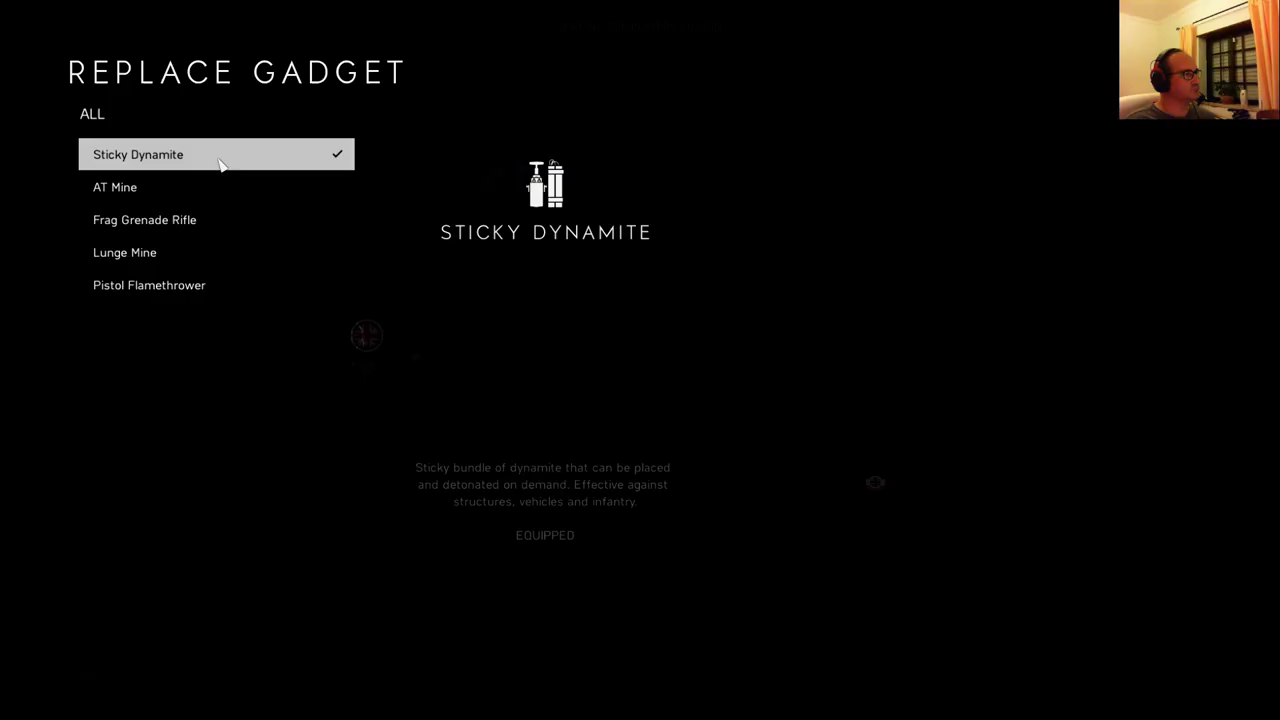 REPLACE GADGET
ALL
Sticky Dynamite
AT Mine
Frag Grenade Rifle
Lunge Mine
Pistol Flamethrower
STICKY DYNAMITE
Sticky bundle of dynamite that can be placed
and detonated on demand. Effective against
structures, vehicles and infantry.
EQUIPPED